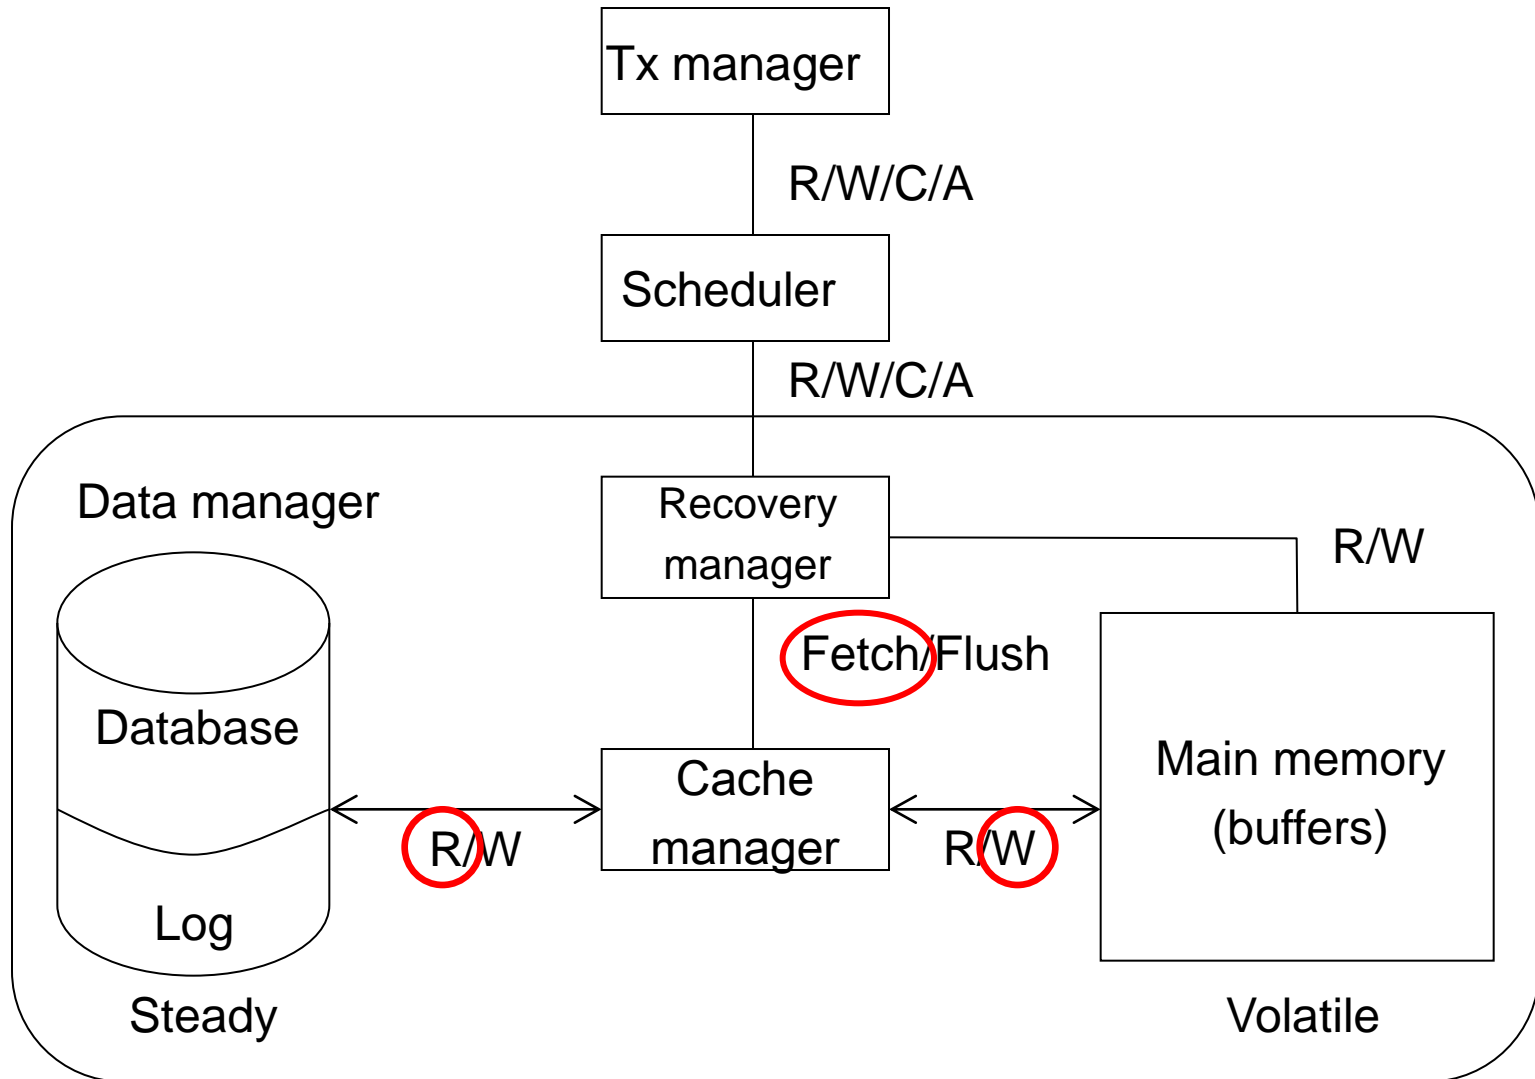 Tx manager
R/W/C/A
Scheduler
R/W/C/A
Data manager
Recovery
manager
R/W
Fetch/Flush
Database
Cache
manager
R/W
R/W
Main memory
(buffers)
Log
Steady
Volatile